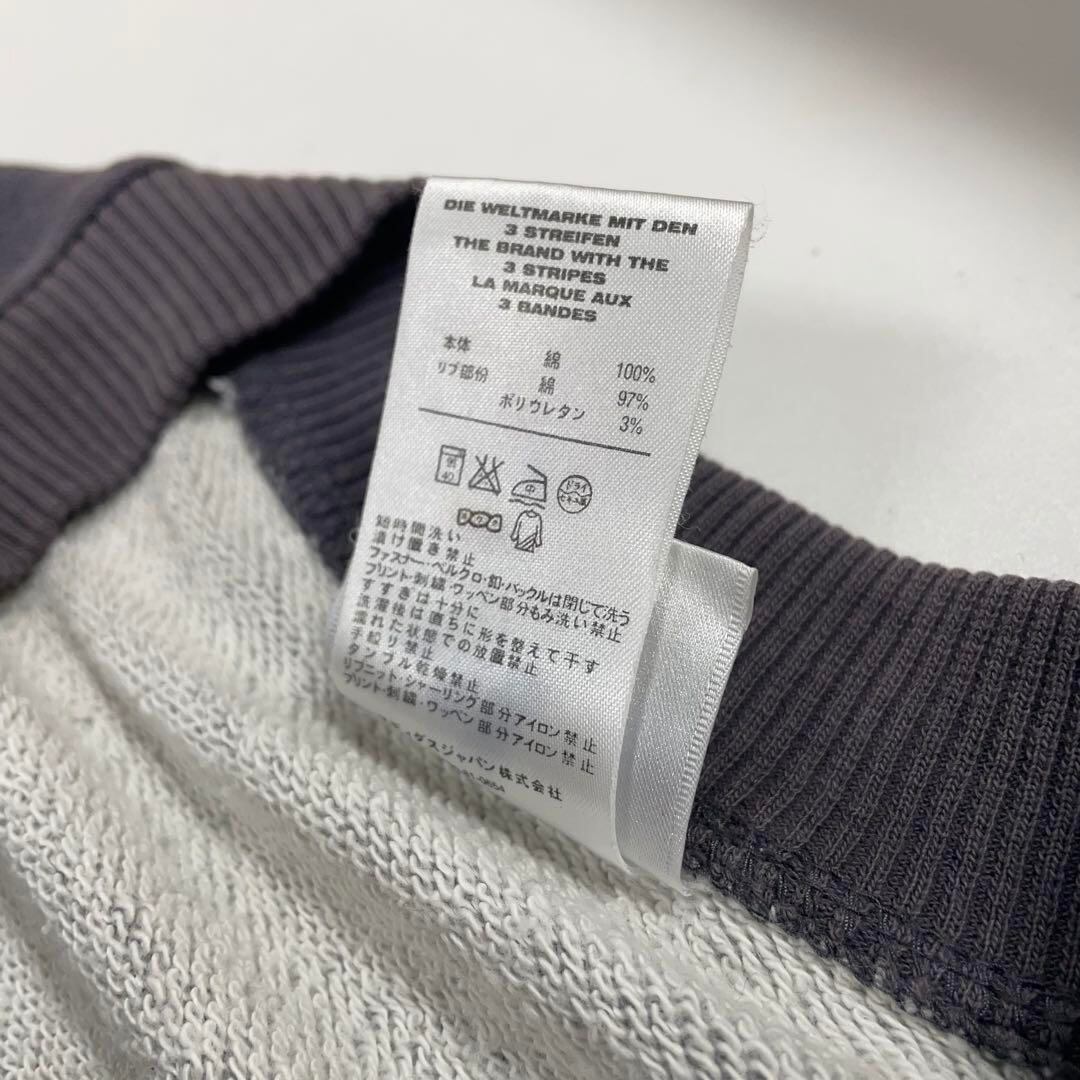 DIE WELTMARKE MIT DEN
3 STREIFEN
THE BRAND WITH THE
3 STRIPES
LA MARQUE AUX
3 BANDES
本体 綿 100%
リブ部份 綿 97%
ポリウレタン 3%
40 中 ドライ
短時間洗い
漬け置き禁止
ファスナー・ベルクロ・釦・バックルは閉じて洗う
プリント・刺繍・ワッペン部分もみ洗い禁止
すすぎは十分に
洗濯後は直ちに形を整えて干す
濡れた状態での放置禁止
手絞り禁止
タンブル乾燥禁止
リブニット・シャーリング部分アイロン禁止
プリント・刺繍・ワッペン部分アイロン禁止
ダスジャパン株式会社